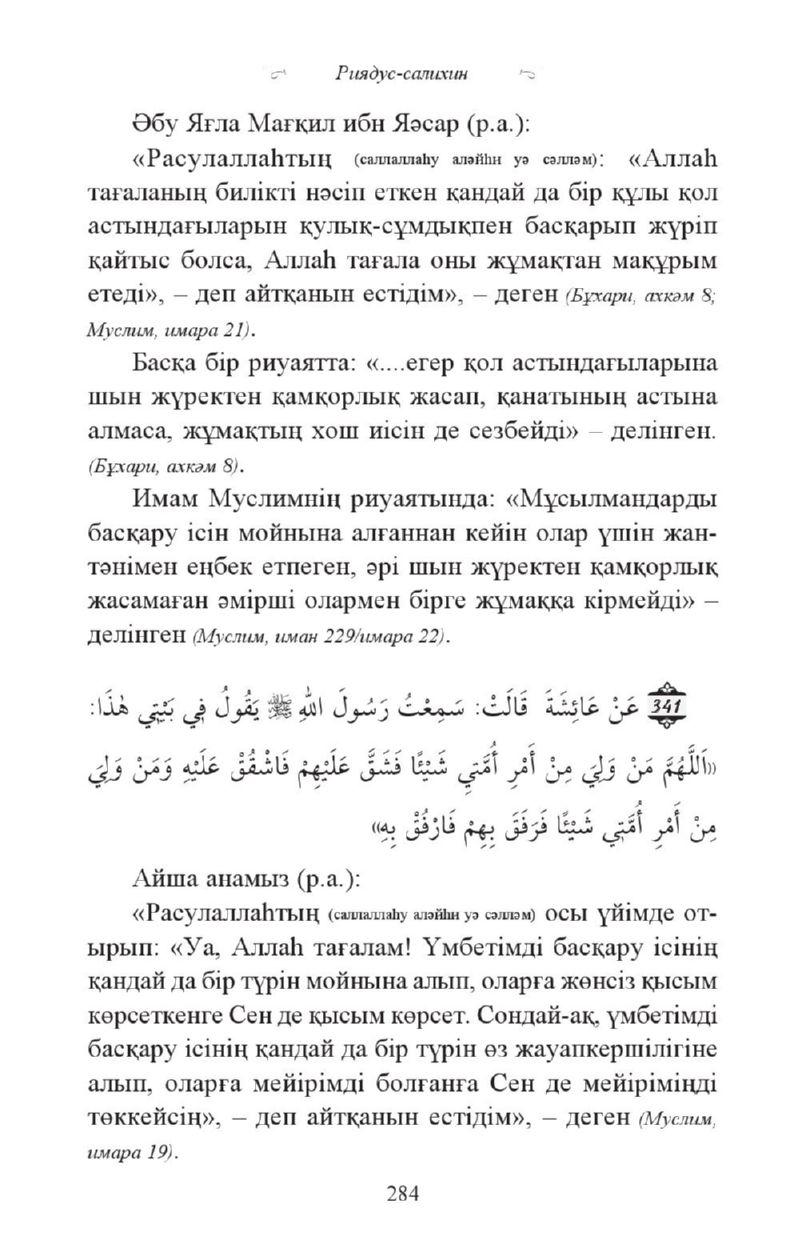 Риядус-салихин
Әбу Яғла Мағқил ибн Яәсар (р.а.):
«Расулаллаһтың (саллаллаһу аләйһи уә сәлләм): «Аллаһ
тағаланың билікті нәсіп еткен қандай да бір құлы қол
астындағыларын қулық-сұмдықпен басқарып жүріп
қайтыс болса, Аллаһ тағала оны жұмақтан мақұрым
етеді», – деп айтқанын естідім», – деген (Бұхари, ахкәм 8;
Муслим, имара 21).
Басқа бір риуаятта: «....егер қол астындағыларына
шын жүректен қамқорлық жасап, қанатының астына
алмаса, жұмақтың хош иісін де сезбейді» – делінген.
(Бұхари, ахкәм 8).
Имам Муслимнің риуаятында: «Мұсылмандарды
басқару ісін мойнына алғаннан кейін олар үшін жан-
тәнімен еңбек етпеген, әрі шын жүректен қамқорлық
жасамаған әмірші олармен бірге жұмаққа кірмейді» –
делінген (Муслим, иман 229/имара 22).
341 عَنْ عَائِشَةَ قَالَتْ: سَمِعْتُ رَسُولَ اللهِ ﷺ يَقُولُ فِي بَيْتِي هٰذَا:
«اَللَّهُمَّ مَنْ وَلِيَ مِنْ أَمْرِ أُمَّتِي شَيْئًا فَشَقَّ عَلَيْهِمْ فَاشْقُقْ عَلَيْهِ وَمَنْ وَلِيَ
مِنْ أَمْرِ أُمَّتِي شَيْئًا فَرَفَقَ بِهِمْ فَارْفُقْ بِهِ»
Айша анамыз (р.а.):
«Расулаллаһтың (саллаллаһу аләйһи уә сәлләм) осы үйімде от-
ырып: «Уа, Аллаһ тағалам! Үмбетімді басқару ісінің
қандай да бір түрін мойнына алып, оларға жөнсіз қысым
көрсеткенге Сен де қысым көрсет. Сондай-ақ, үмбетімді
басқару ісінің қандай да бір түрін өз жауапкершілігіне
алып, оларға мейірімді болғанға Сен де мейіріміңді
төккейсің», – деп айтқанын естідім», – деген (Муслим,
имара 19).
284